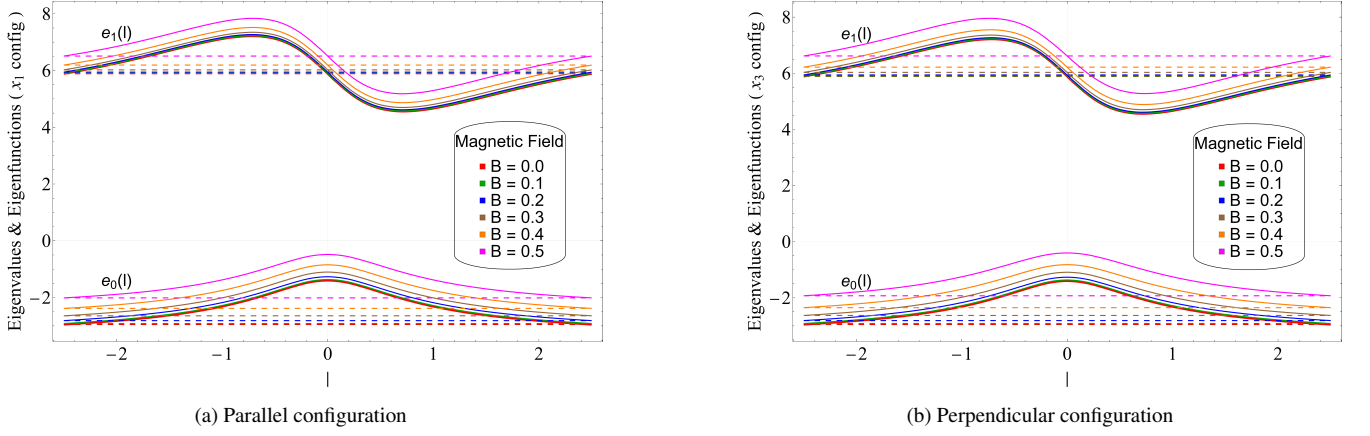 Eigenvalues & Eigenfunctions ( x₁ config)
8
6
4
2
0
−2
e₁(l)
e₀(l)
Magnetic Field
B = 0.0
B = 0.1
B = 0.2
B = 0.3
B = 0.4
B = 0.5
−2 −1 0 1 2
l
(a) Parallel configuration
Eigenvalues & Eigenfunctions ( x₃ config)
8
6
4
2
0
−2
e₁(l)
e₀(l)
Magnetic Field
B = 0.0
B = 0.1
B = 0.2
B = 0.3
B = 0.4
B = 0.5
−2 −1 0 1 2
l
(b) Perpendicular configuration